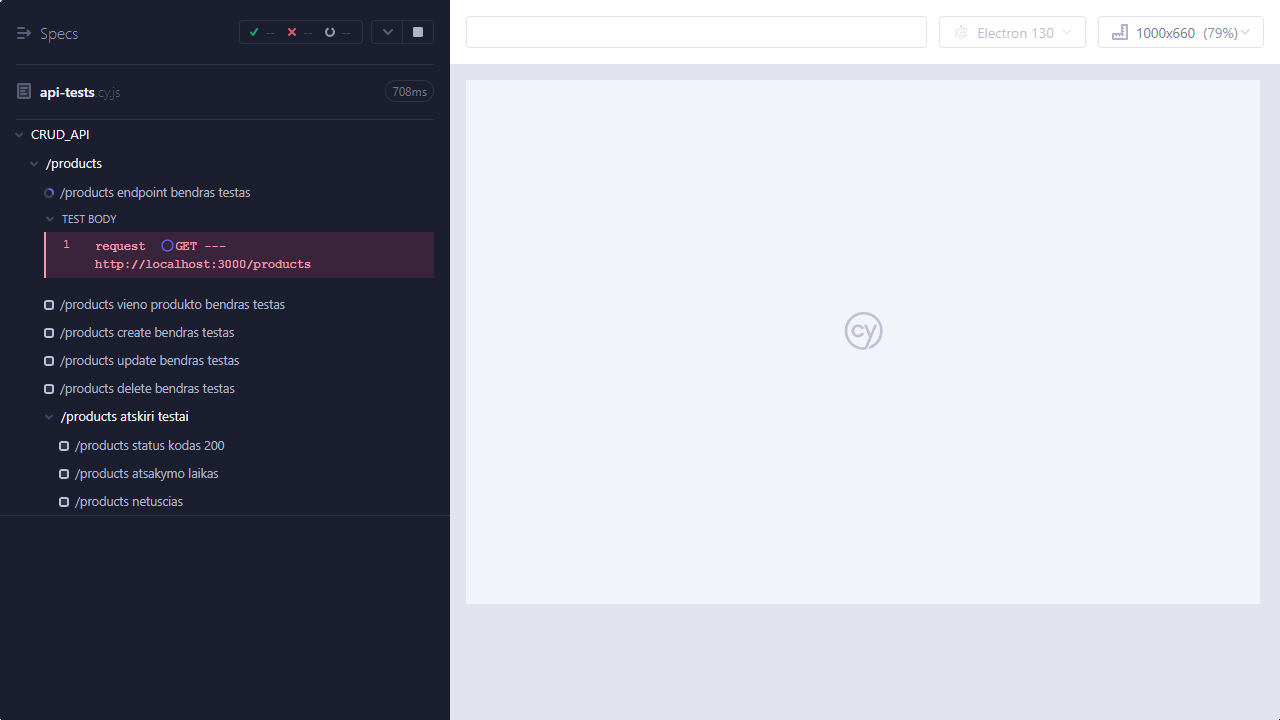 Specs
-- -- --
Electron 130
1000x660 (79%)
api-tests.cy.js
708ms
CRUD_API
/products
/products endpoint bendras testas
TEST BODY
1 request GET ---
http://localhost:3000/products
/products vieno produkto bendras testas
/products create bendras testas
/products update bendras testas
/products delete bendras testas
/products atskiri testai
/products status kodas 200
/products atsakymo laikas
/products netuscias
cy